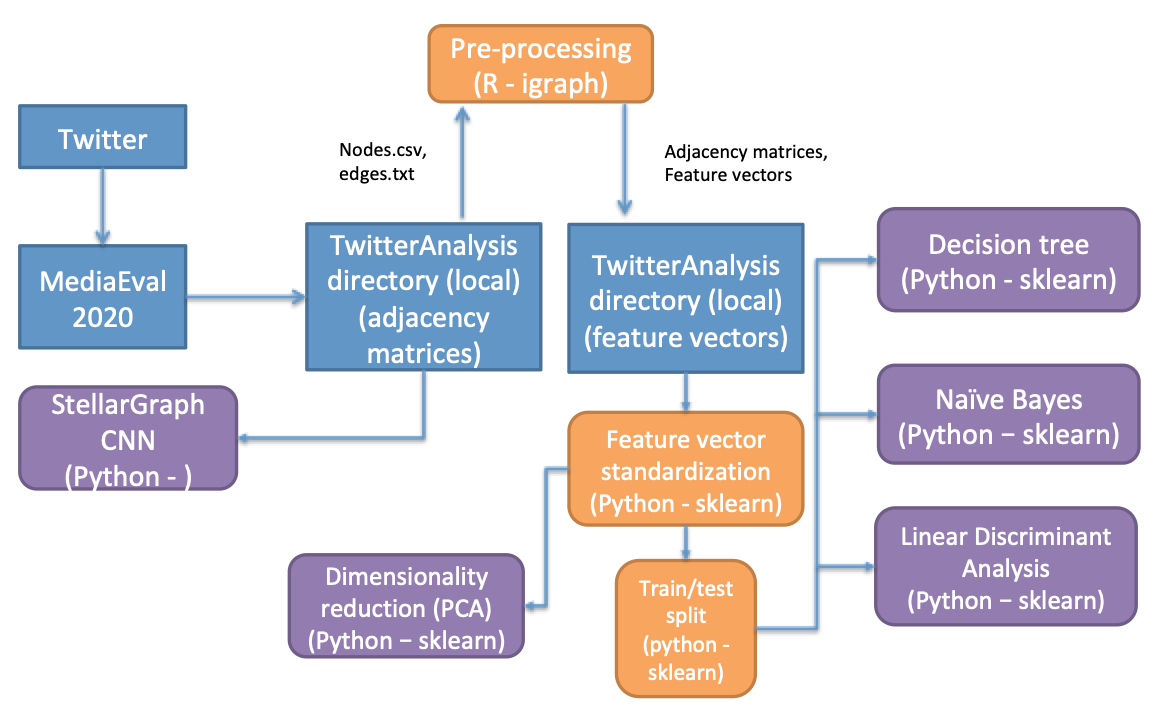 Pre-processing
(R - igraph)
Twitter
Nodes.csv,
edges.txt
Adjacency matrices,
Feature vectors
MediaEval
2020
TwitterAnalysis
directory (local)
(adjacency
matrices)
TwitterAnalysis
directory (local)
(feature vectors)
Decision tree
(Python - sklearn)
StellarGraph
CNN
(Python - )
Feature vector
standardization
(Python - sklearn)
Naïve Bayes
(Python – sklearn)
Dimensionality
reduction (PCA)
(Python – sklearn)
Train/test
split
(python -
sklearn)
Linear Discriminant
Analysis
(Python – sklearn)